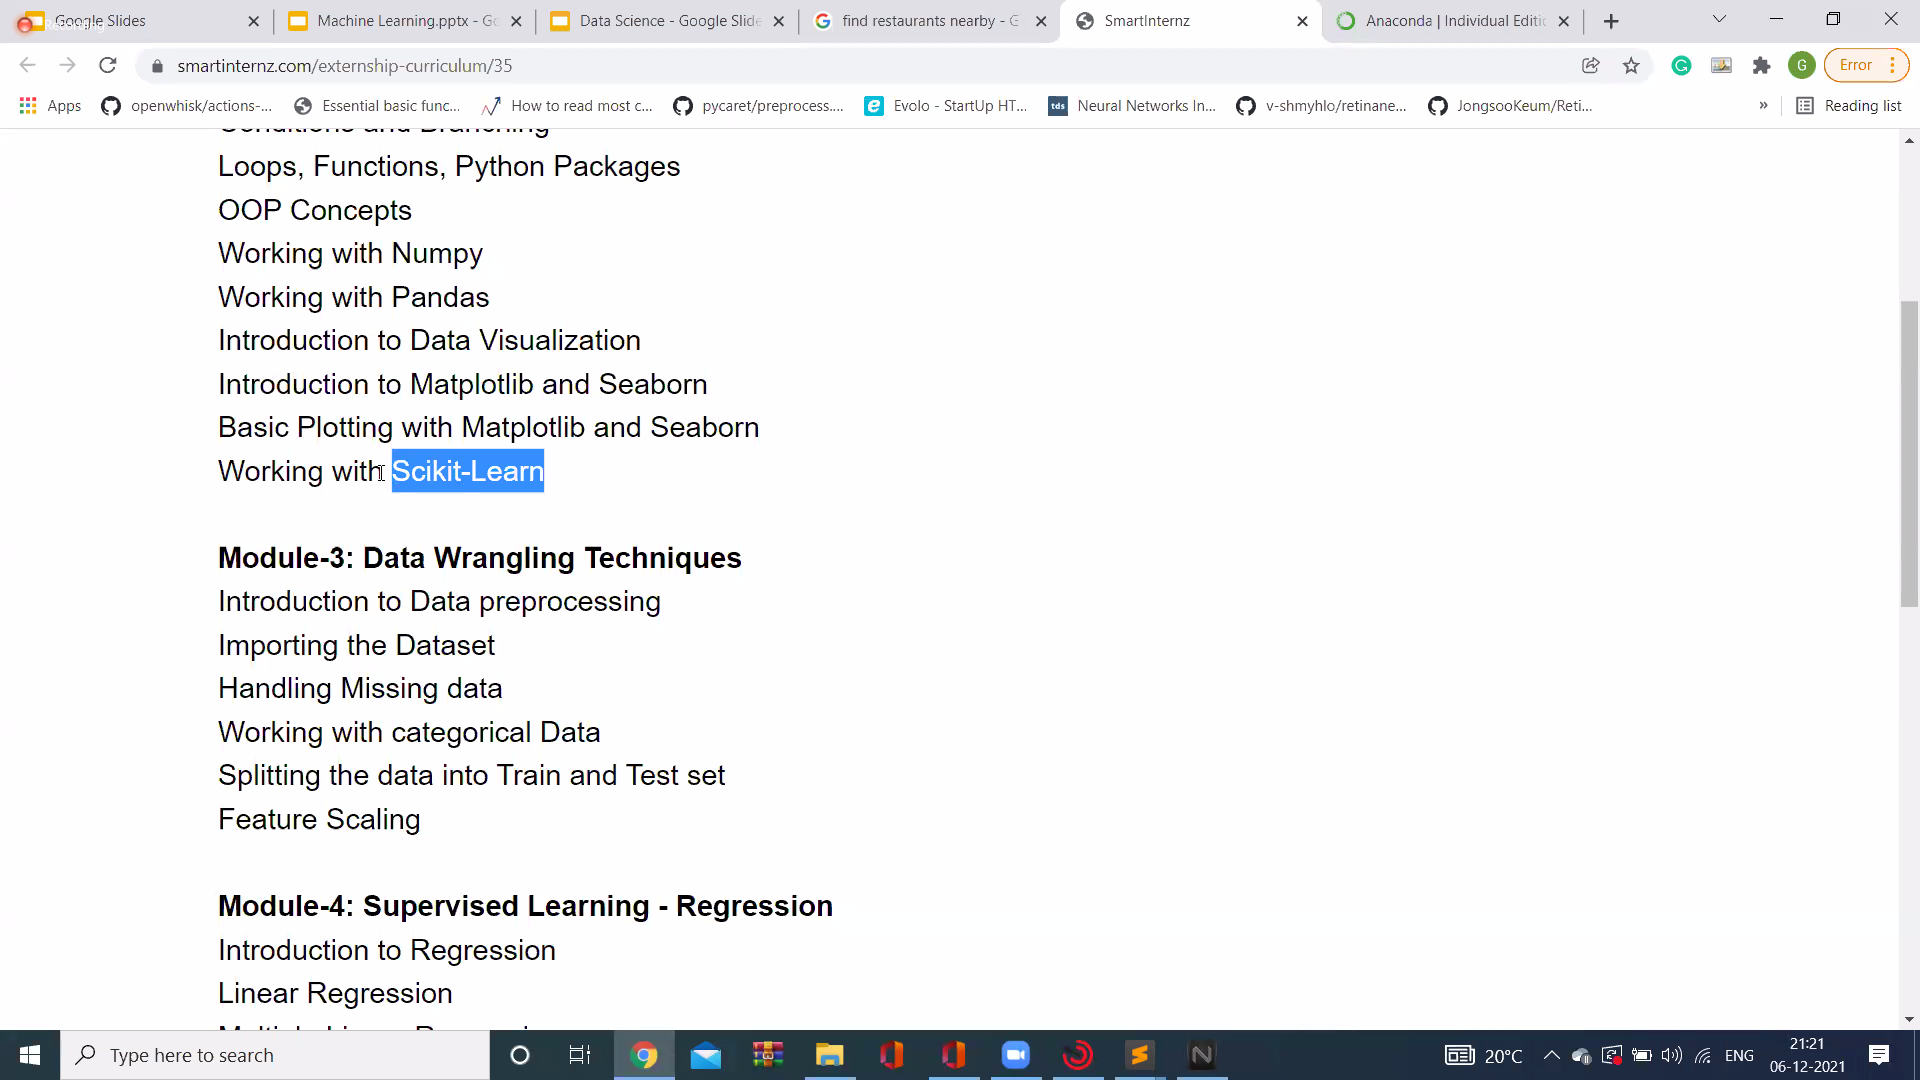 Google Slides
Machine Learning.pptx - Go
Data Science - Google Slide
find restaurants nearby - G
SmartInternz
Anaconda | Individual Editi
smartinternz.com/externship-curriculum/35
G
Error
Apps
openwhisk/actions-...
Essential basic func...
How to read most c...
pycaret/preprocess....
Evolo - StartUp HT...
tds
Neural Networks In...
v-shmyhlo/retinane...
JongsooKeum/Reti...
»
Reading list
Conditions and Branching
Loops, Functions, Python Packages
OOP Concepts
Working with Numpy
Working with Pandas
Introduction to Data Visualization
Introduction to Matplotlib and Seaborn
Basic Plotting with Matplotlib and Seaborn
Working with Scikit-Learn
Module-3: Data Wrangling Techniques
Introduction to Data preprocessing
Importing the Dataset
Handling Missing data
Working with categorical Data
Splitting the data into Train and Test set
Feature Scaling
Module-4: Supervised Learning - Regression
Introduction to Regression
Linear Regression
Type here to search
20°C
ENG
21:21
06-12-2021